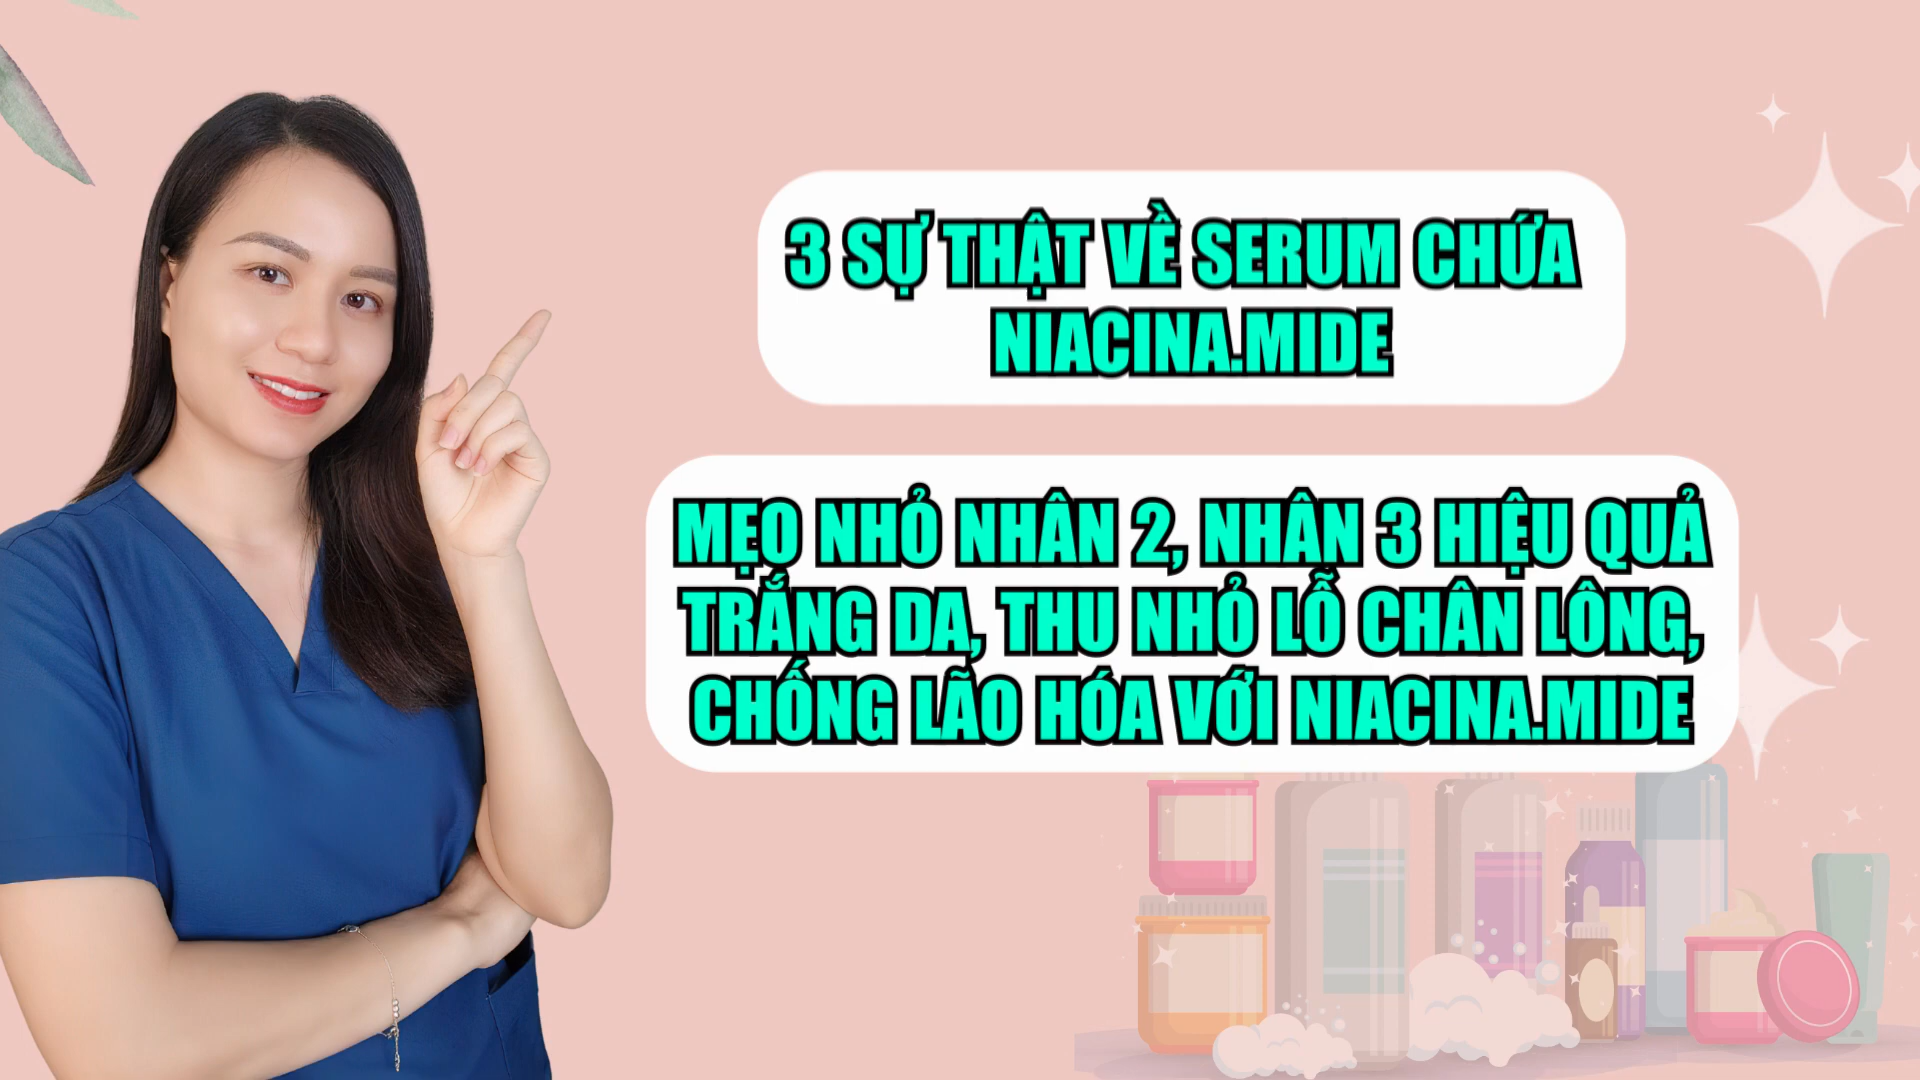 3 SỰ THẬT VỀ SERUM CHỨA
NIACINA.MIDE
MẸO NHỎ NHÂN 2, NHÂN 3 HIỆU QUẢ
TRẮNG DA, THU NHỎ LỖ CHÂN LÔNG,
CHỐNG LÃO HÓA VỚI NIACINA.MIDE